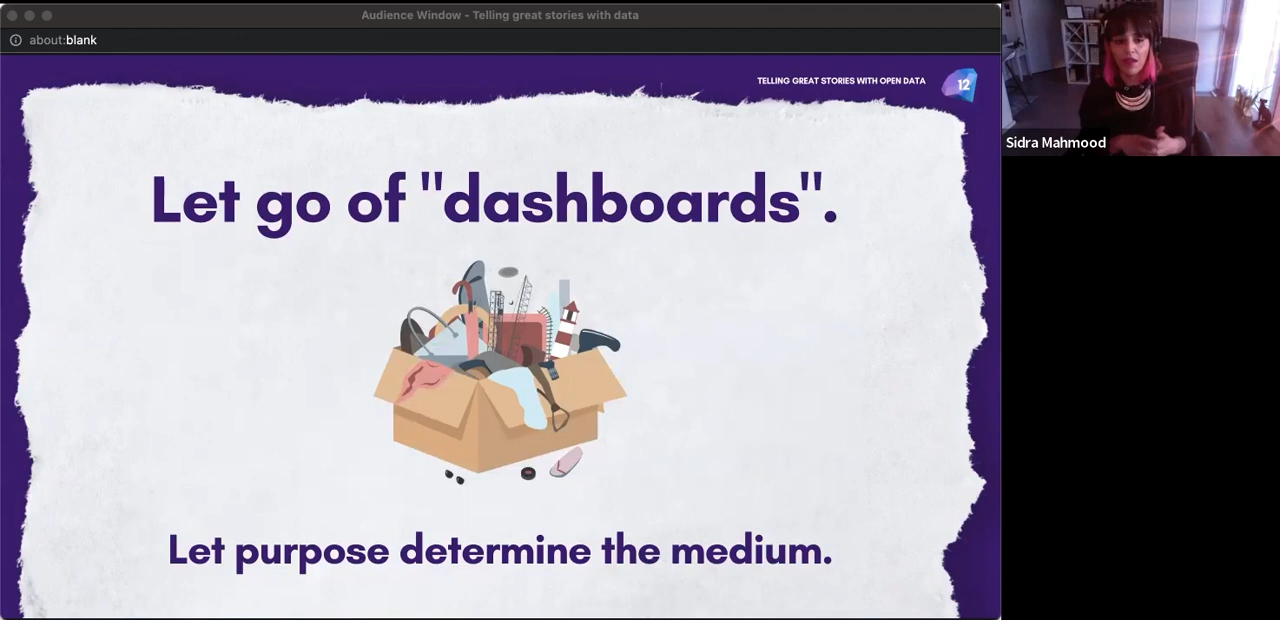 Audience Window - Telling great stories with data
about:blank
TELLING GREAT STORIES WITH OPEN DATA
12
Let go of "dashboards".
Let purpose determine the medium.
Sidra Mahmood